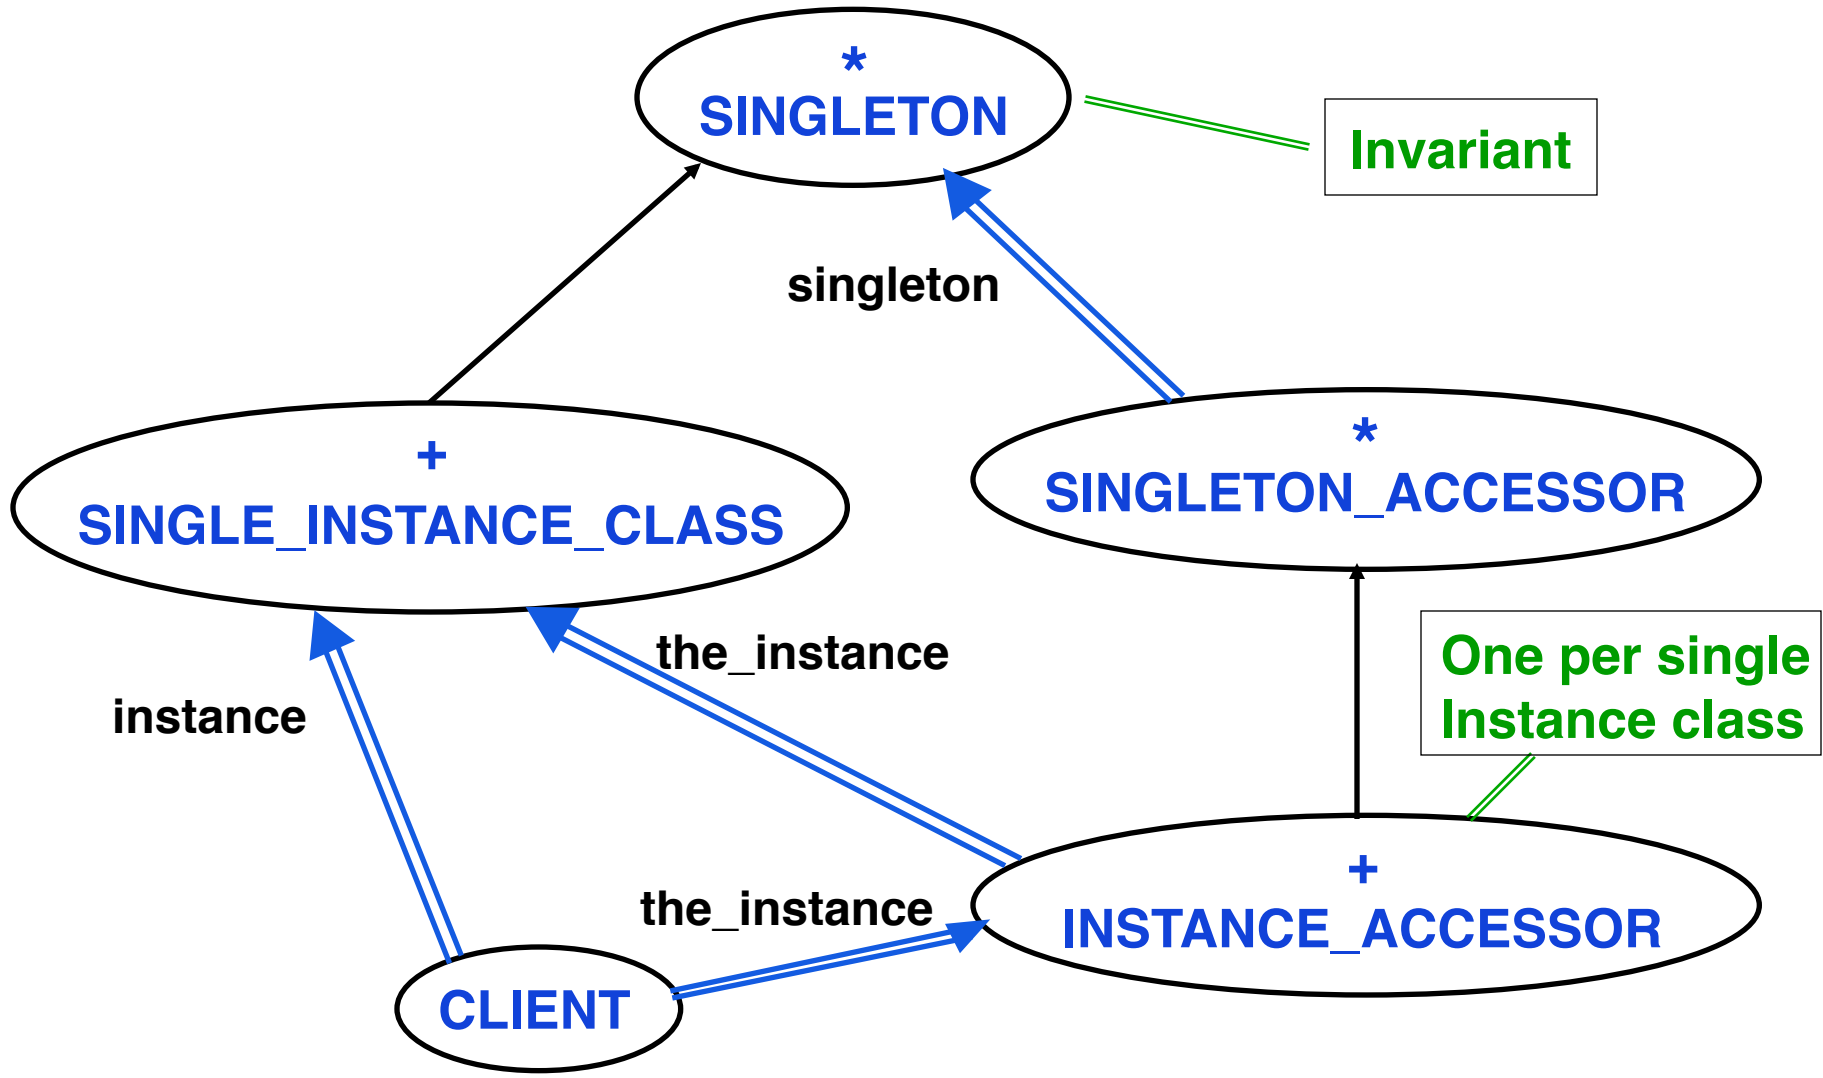 *
SINGLETON
Invariant
singleton
*
SINGLETON_ACCESSOR
+
SINGLE_INSTANCE_CLASS
the_instance
One per single
Instance class
instance
the_instance
+
INSTANCE_ACCESSOR
CLIENT